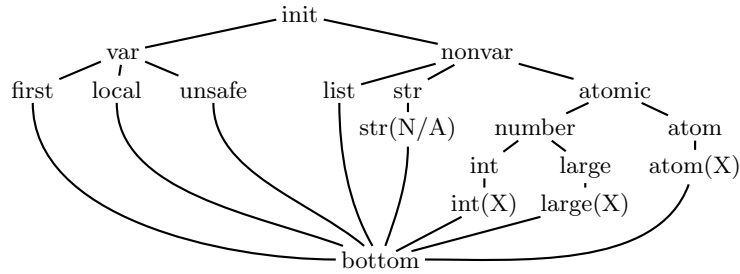 init
var nonvar
first local unsafe list str atomic
str(N/A) number atom
int large atom(X)
int(X) large(X)
bottom